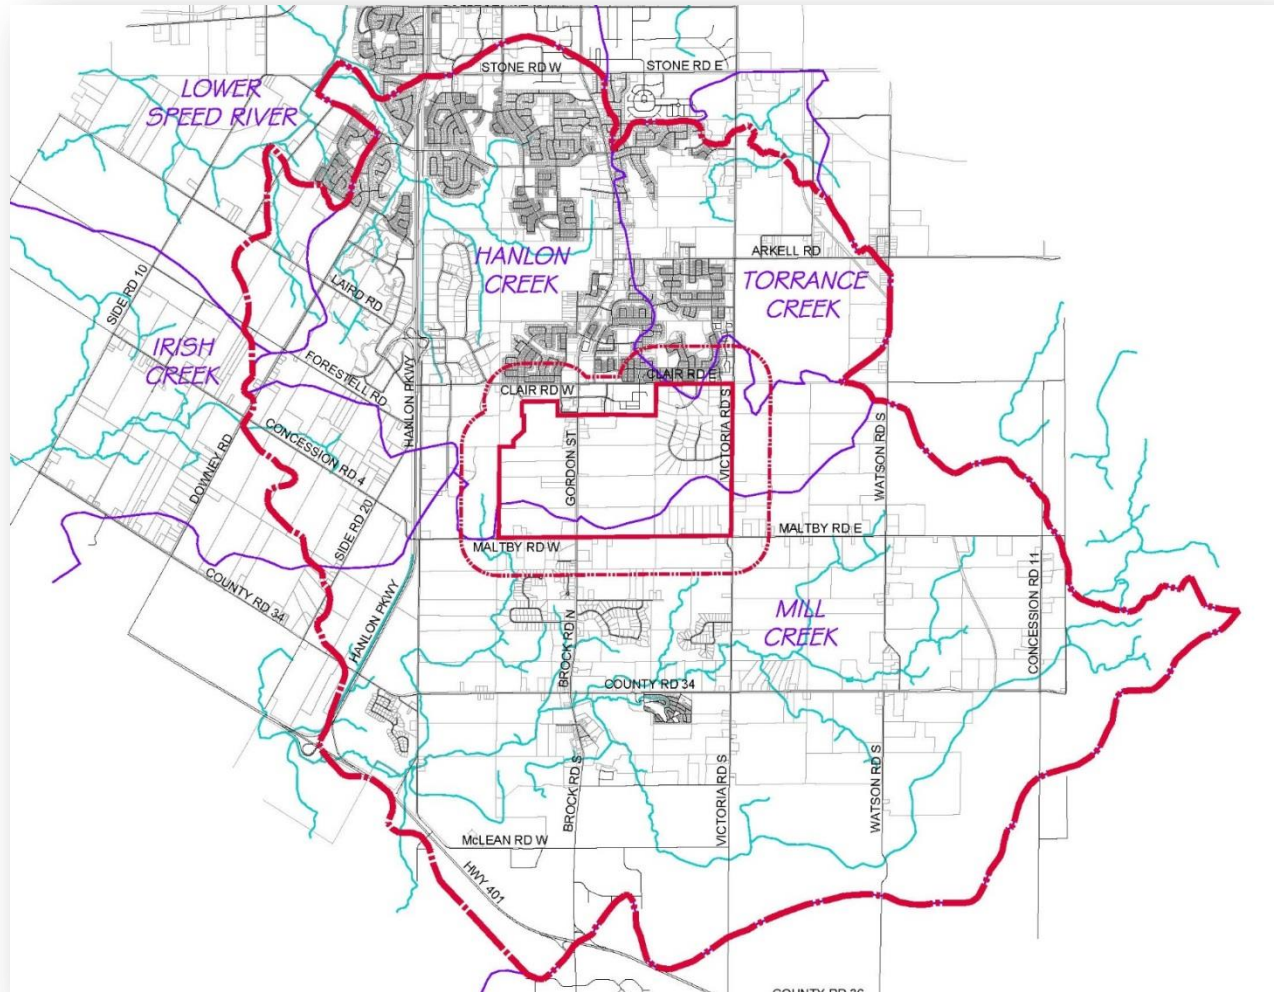 STONE RD W
STONE RD E
LOWER
SPEED RIVER
ARKELL RD
HANLON
CREEK
TORRANCE
CREEK
SIDE RD 10
LAIRD RD
IRISH
CREEK
FORESTELL RD
HANLON PKWY
CLAIR RD W
CLAIR RD E
CONCESSION RD 4
DOWNEY RD
GORDON ST
VICTORIA RD S
WATSON RD S
SIDE RD 20
MALTBY RD W
MALTBY RD E
COUNTY RD 34
HANLON PKWY
BROCK RD N
MILL
CREEK
CONCESSION RD 11
COUNTY RD 34
BROCK RD S
VICTORIA RD S
WATSON RD S
McLEAN RD W
HWY 401